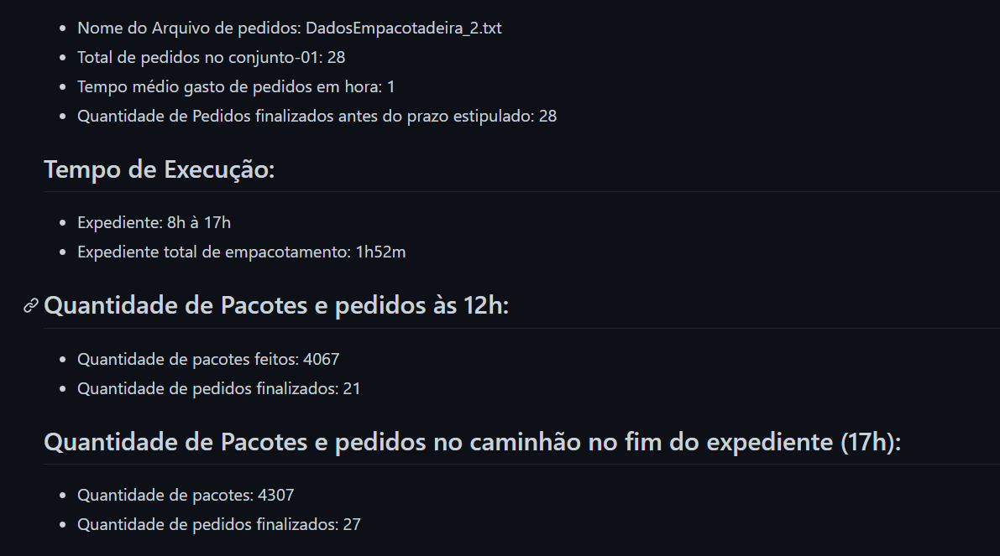 Nome do Arquivo de pedidos: DadosEmpacotadeira_2.txt
Total de pedidos no conjunto-01: 28
Tempo médio gasto de pedidos em hora: 1
Quantidade de Pedidos finalizados antes do prazo estipulado: 28
Tempo de Execução:
Expediente: 8h à 17h
Expediente total de empacotamento: 1h52m
Quantidade de Pacotes e pedidos às 12h:
Quantidade de pacotes feitos: 4067
Quantidade de pedidos finalizados: 21
Quantidade de Pacotes e pedidos no caminhão no fim do expediente (17h):
Quantidade de pacotes: 4307
Quantidade de pedidos finalizados: 27